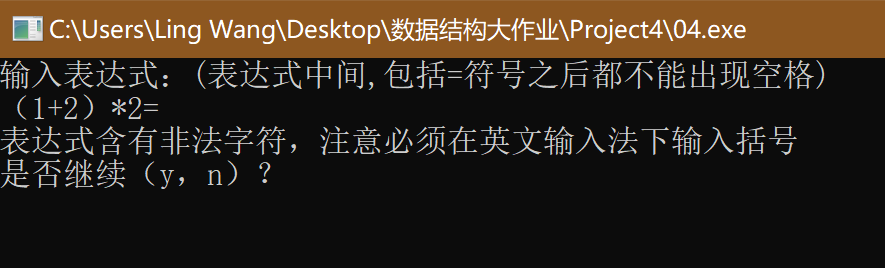 C:\Users\Ling Wang\Desktop\数据结构大作业\Project4\04.exe
输入表达式：(表达式中间,包括=符号之后都不能出现空格)
（1+2）*2=
表达式含有非法字符，注意必须在英文输入法下输入括号
是否继续（y，n）？